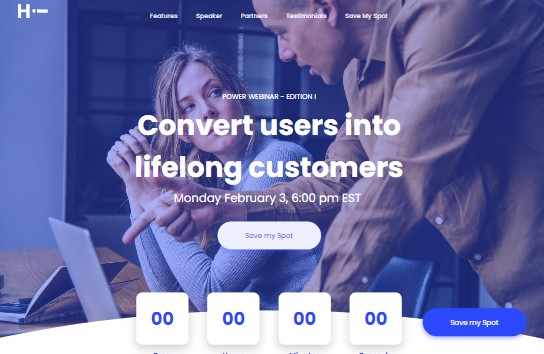 H
Features Speaker Partners Testimonials Save My Spot
POWER WEBINAR – EDITION I
Convert users into
lifelong customers
Monday February 3, 6:00 pm EST
Save my Spot
00 00 00 00
Save my Spot